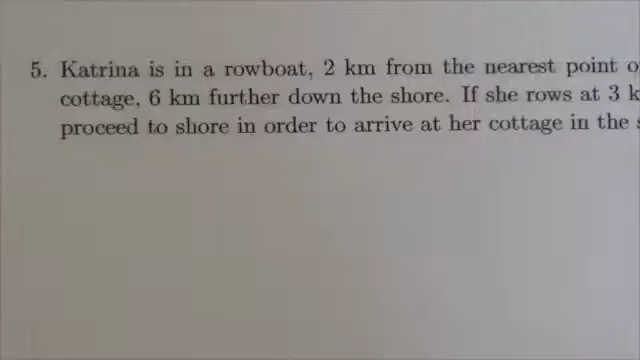 5. Katrina is in a rowboat, 2 km from the nearest point
cottage, 6 km further down the shore. If she rows at 3
proceed to shore in order to arrive at her cottage in the